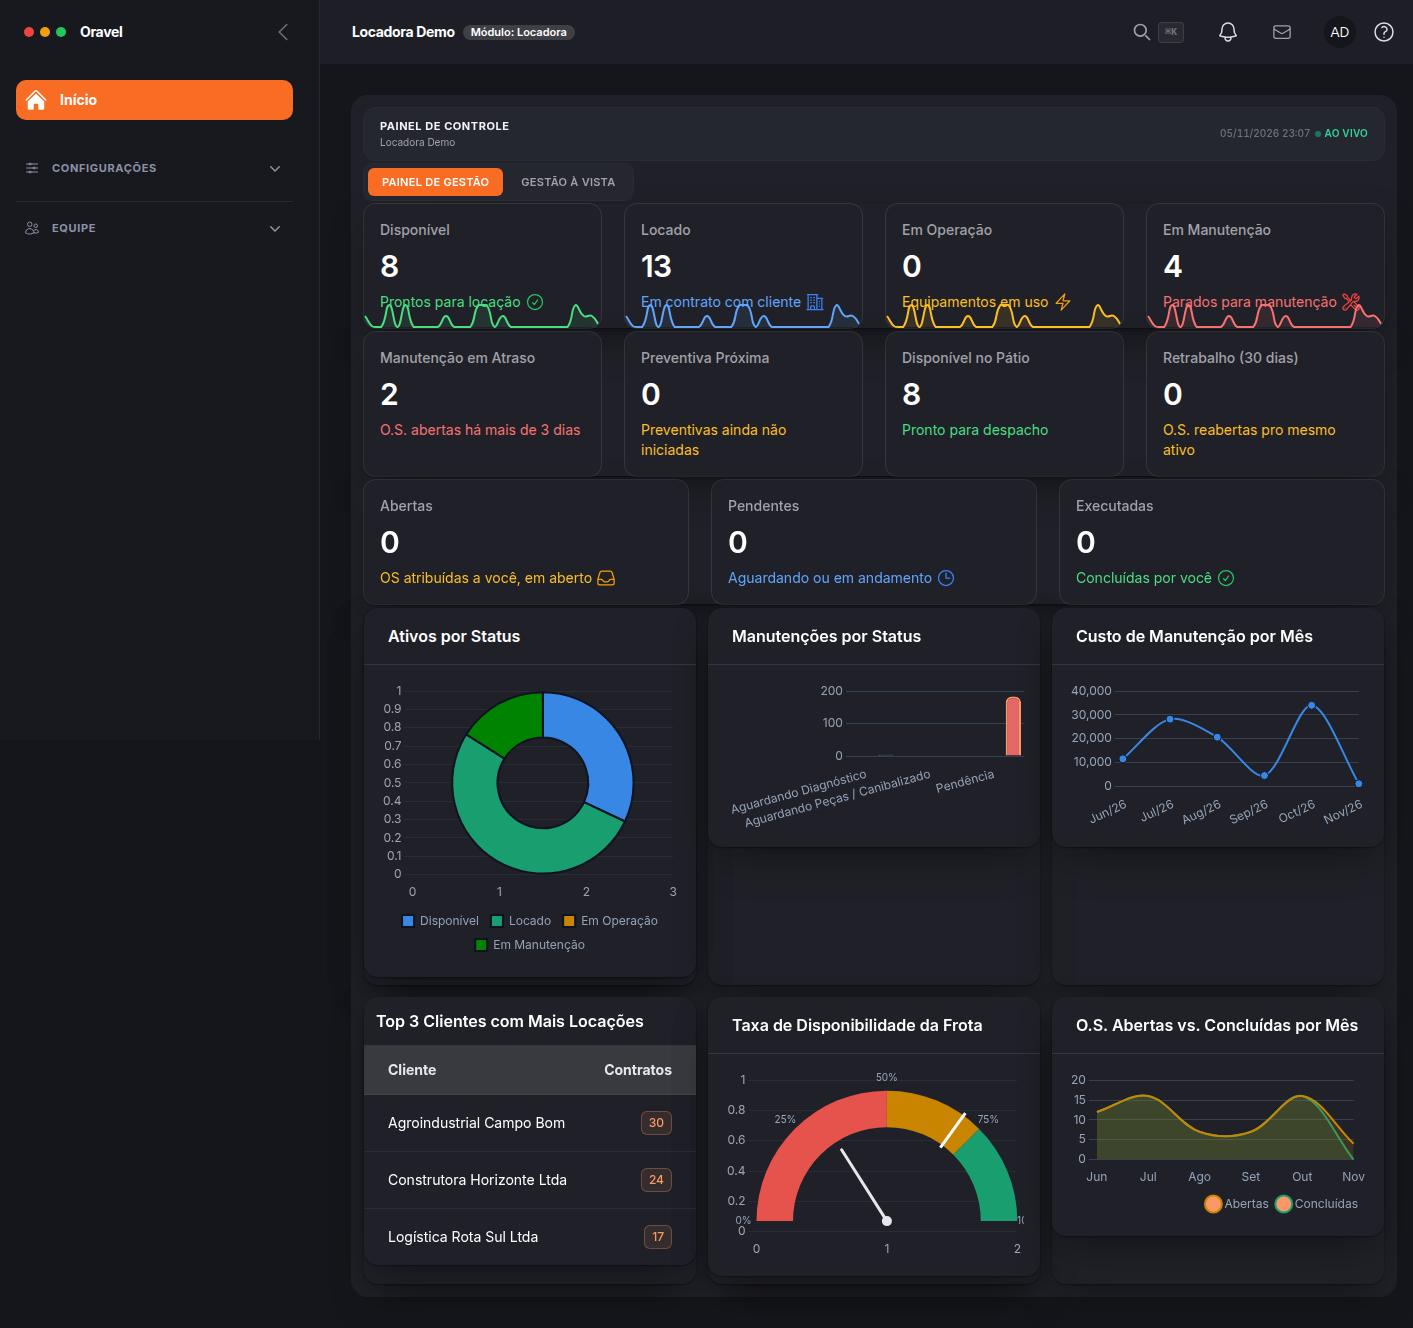 Oravel
Locadora Demo
Módulo: Locadora
⌘K
AD
Início
CONFIGURAÇÕES
EQUIPE
PAINEL DE CONTROLE
Locadora Demo
05/11/2026 23:07
AO VIVO
PAINEL DE GESTÃO
GESTÃO À VISTA
Disponível
8
Prontos para locação
Locado
13
Em contrato com cliente
Em Operação
0
Equipamentos em uso
Em Manutenção
4
Parados para manutenção
Manutenção em Atraso
2
O.S. abertas há mais de 3 dias
Preventiva Próxima
0
Preventivas ainda não
iniciadas
Disponível no Pátio
8
Pronto para despacho
Retrabalho (30 dias)
0
O.S. reabertas pro mesmo
ativo
Abertas
0
OS atribuídas a você, em aberto
Pendentes
0
Aguardando ou em andamento
Executadas
0
Concluídas por você
Ativos por Status
1
0.9
0.8
0.7
0.6
0.5
0.4
0.3
0.2
0.1
0
0 1 2 3
Disponível Locado Em Operação
Em Manutenção
Manutenções por Status
200
100
0
Aguardando Diagnóstico
Aguardando Peças / Canibalizado
Pendência
Custo de Manutenção por Mês
40,000
30,000
20,000
10,000
0
Jun/26 Jul/26 Aug/26 Sep/26 Oct/26 Nov/26
Top 3 Clientes com Mais Locações
Cliente Contratos
Agroindustrial Campo Bom 30
Construtora Horizonte Ltda 24
Logística Rota Sul Ltda 17
Taxa de Disponibilidade da Frota
1
0.8
0.6
0.4
0.2
0
0%
25%
50%
75%
10
0 1 2
O.S. Abertas vs. Concluídas por Mês
20
15
10
5
0
Jun Jul Ago Set Out Nov
Abertas Concluídas